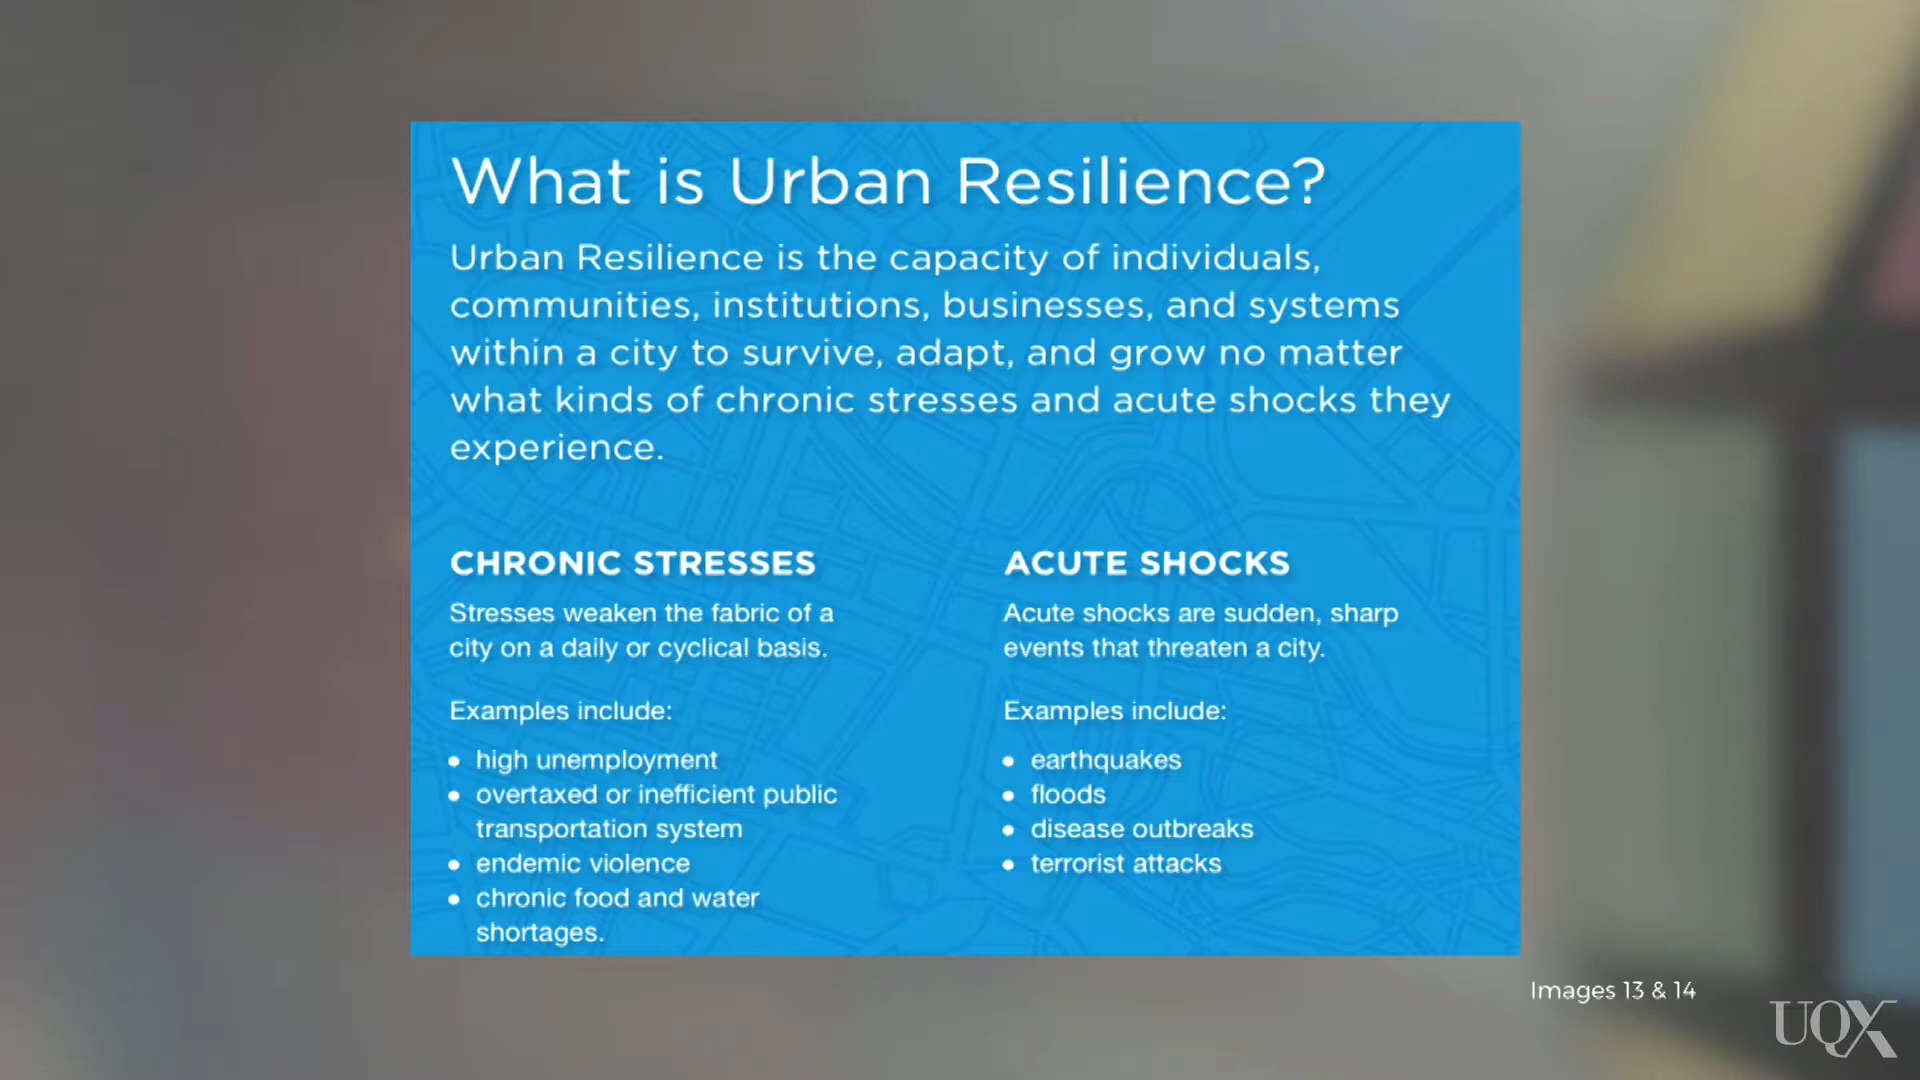 What is Urban Resilience?
Urban Resilience is the capacity of individuals,
communities, institutions, businesses, and systems
within a city to survive, adapt, and grow no matter
what kinds of chronic stresses and acute shocks they
experience.
CHRONIC STRESSES
Stresses weaken the fabric of a
city on a daily or cyclical basis.
Examples include:
• high unemployment
• overtaxed or inefficient public
transportation system
• endemic violence
• chronic food and water
shortages.
ACUTE SHOCKS
Acute shocks are sudden, sharp
events that threaten a city.
Examples include:
• earthquakes
• floods
• disease outbreaks
• terrorist attacks
Images 13 & 14
UQX